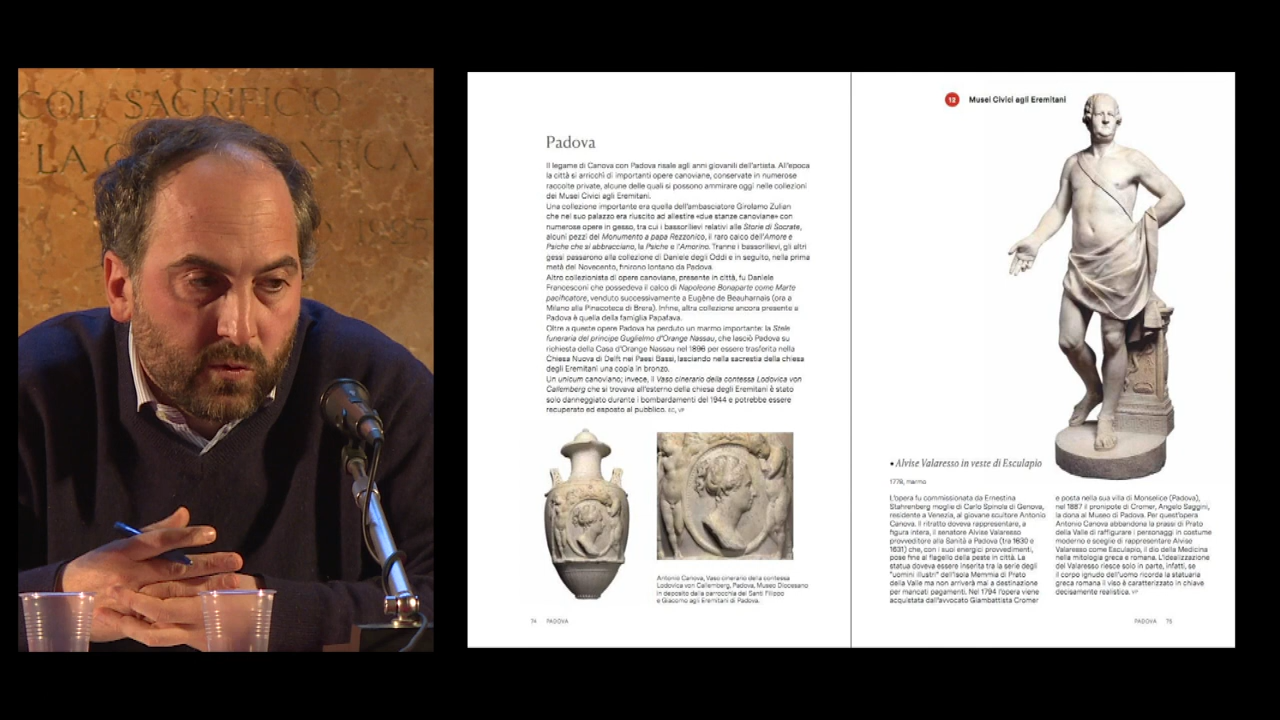 COL SACRIFICO
LA
Padova
Il legame di Canova con Padova risale agli anni giovanili dell'artista. All'epoca
la città si arricchì di importanti opere canoviane, conservate in numerose
raccolte private, alcune delle quali si possono ammirare oggi nelle collezioni
dei Musei Civici agli Eremitani.
Una collezione importante era quella dell'ambasciatore Girolamo Zulian
che nel suo palazzo era riuscito ad allestire «due stanze canoviane» con
numerose opere in gesso, tra cui i bassorilievi relativi alle Storie di Socrate,
alcuni pezzi del Monumento a papa Rezzonico, il raro calco dell'Amore e
Psiche che si abbracciano, la Psiche e l'Amorino. Tranne i bassorilievi, gli altri
gessi passarono alla collezione di Daniele degli Oddi e in seguito, nella prima
metà del Novecento, finirono lontano da Padova.
Altro collezionista di opere canoviane, presente in città, fu Daniele
Francesconi che possedeva il calco di Napoleone Bonaparte come Marte
pacificatore, venduto successivamente a Eugène de Beauharnais (ora a
Milano alla Pinacoteca di Brera). Infine, altra collezione ancora presente a
Padova è quella della famiglia Papafava.
Oltre a queste opere Padova ha perduto un marmo importante: la Stele
funeraria del principe Guglielmo d'Orange Nassau, che lasciò Padova su
richiesta della Casa d'Orange Nassau nel 1896 per essere trasferita nella
Chiesa Nuova di Delft nei Paesi Bassi, lasciando nella sacrestia della chiesa
degli Eremitani una copia in bronzo.
Un unicum canoviano; invece, il Vaso cinerario della contessa Lodovica von
Callemberg che si trovava all'esterno della chiesa degli Eremitani è stato
solo danneggiato durante i bombardamenti del 1944 e potrebbe essere
recuperato ed esposto al pubblico. SC, VP
Antonio Canova, Vaso cinerario della contessa
Lodovica von Callemberg, Padova, Museo Diocesano
in deposito dalla parrocchia dei Santi Filippo
e Giacomo agli Eremitani di Padova.
74 PADOVA
12 Musei Civici agli Eremitani
• Alvise Valaresso in veste di Esculapio
1778, marmo
L'opera fu commissionata da Ernestina
Stahrenberg moglie di Carlo Spinola di Genova,
residente a Venezia, al giovane scultore Antonio
Canova. Il ritratto doveva rappresentare, a
figura intera, il senatore Alvise Valaresso
provveditore alla Sanità a Padova (tra 1630 e
1631) che, con i suoi energici provvedimenti,
pose fine al flagello della peste in città. La
statua doveva essere inserita tra la serie degli
"uomini illustri" dell'Isola Memmia di Prato
della Valle ma non arriverà mai a destinazione
per mancati pagamenti. Nel 1794 l'opera viene
acquistata dall'avvocato Giambattista Cromer
e posta nella sua villa di Monselice (Padova),
nel 1887 il pronipote di Cromer, Angelo Saggini,
la dona al Museo di Padova. Per quest'opera
Antonio Canova abbandona la prassi di Prato
della Valle di raffigurare i personaggi in costume
moderno e sceglie di rappresentare Alvise
Valaresso come Esculapio, il dio della Medicina
nella mitologia greca e romana. L'idealizzazione
del Valaresso riesce solo in parte, infatti, se
il corpo ignudo dell'uomo ricorda la statuaria
greca romana il viso è caratterizzato in chiave
decisamente realistica. VP
PADOVA 75